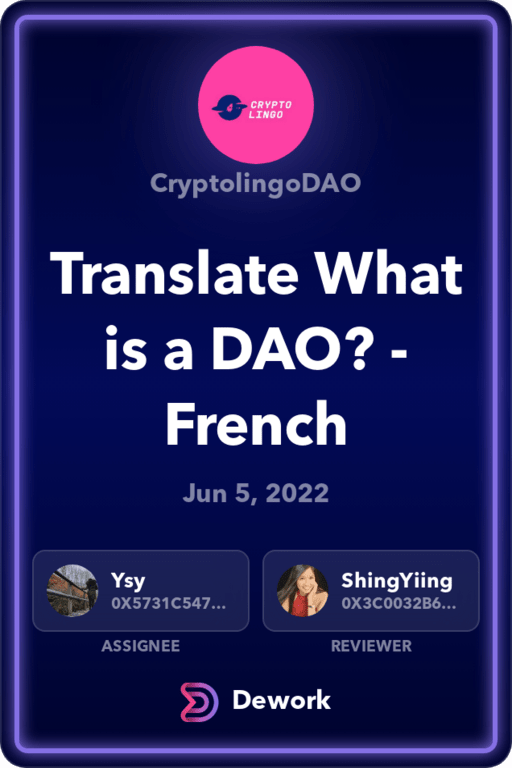 CRYPTO
LINGO
CryptolingoDAO
Translate What
is a DAO? -
French
Jun 5, 2022
Ysy
0X5731C547...
ShingYiing
0X3C0032B6...
ASSIGNEE
REVIEWER
Dework